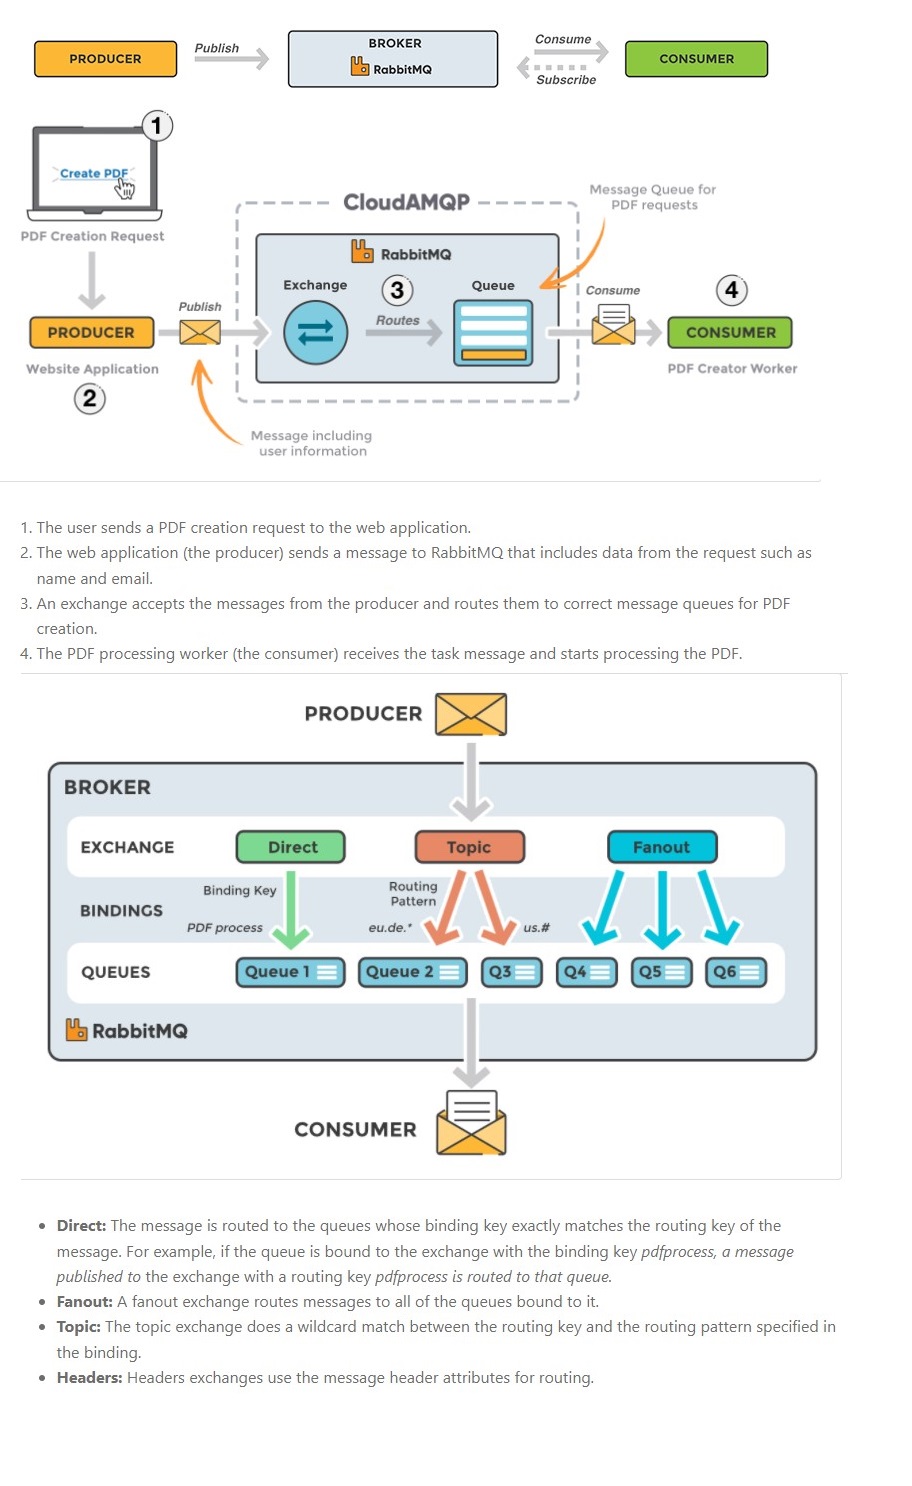 PRODUCER
Publish
BROKER
RabbitMQ
Consume
Subscribe
CONSUMER
1
Create PDF
PDF Creation Request
CloudAMQP
Message Queue for
PDF requests
RabbitMQ
Exchange
3
Queue
Routes
Publish
Consume
4
PRODUCER
CONSUMER
Website Application
PDF Creator Worker
2
Message including
user information
1. The user sends a PDF creation request to the web application.
2. The web application (the producer) sends a message to RabbitMQ that includes data from the request such as
name and email.
3. An exchange accepts the messages from the producer and routes them to correct message queues for PDF
creation.
4. The PDF processing worker (the consumer) receives the task message and starts processing the PDF.
PRODUCER
BROKER
EXCHANGE
Direct
Topic
Fanout
BINDINGS
Binding Key
PDF process
Routing
Pattern
eu.de.*
us.#
QUEUES
Queue 1
Queue 2
Q3
Q4
Q5
Q6
RabbitMQ
CONSUMER
• Direct: The message is routed to the queues whose binding key exactly matches the routing key of the
message. For example, if the queue is bound to the exchange with the binding key pdfprocess, a message
published to the exchange with a routing key pdfprocess is routed to that queue.
• Fanout: A fanout exchange routes messages to all of the queues bound to it.
• Topic: The topic exchange does a wildcard match between the routing key and the routing pattern specified in
the binding.
• Headers: Headers exchanges use the message header attributes for routing.